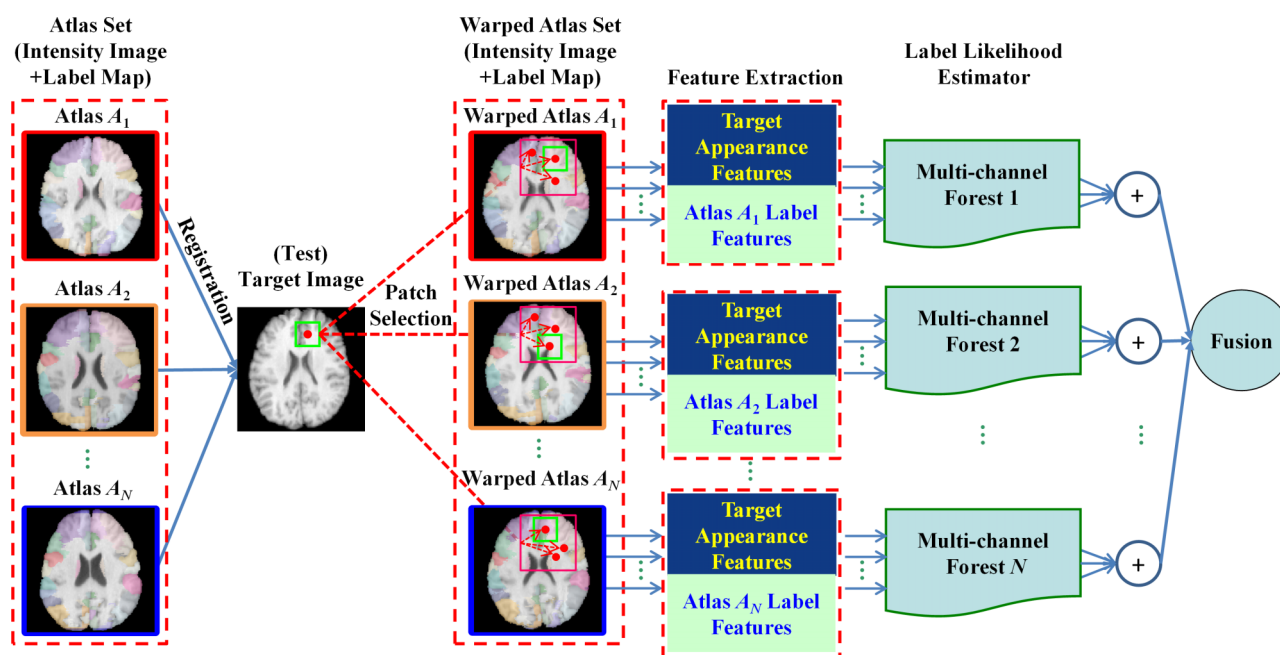 Atlas Set
(Intensity Image
+Label Map)
Atlas A1
Atlas A2
Atlas AN
Registration
(Test)
Target Image
Patch
Selection
Warped Atlas Set
(Intensity Image
+Label Map)
Warped Atlas A1
Warped Atlas A2
Warped Atlas AN
Feature Extraction
Target
Appearance
Features
Atlas A1 Label
Features
Target
Appearance
Features
Atlas A2 Label
Features
Target
Appearance
Features
Atlas AN Label
Features
Label Likelihood
Estimator
Multi-channel
Forest 1
+
Multi-channel
Forest 2
+
Multi-channel
Forest N
+
Fusion